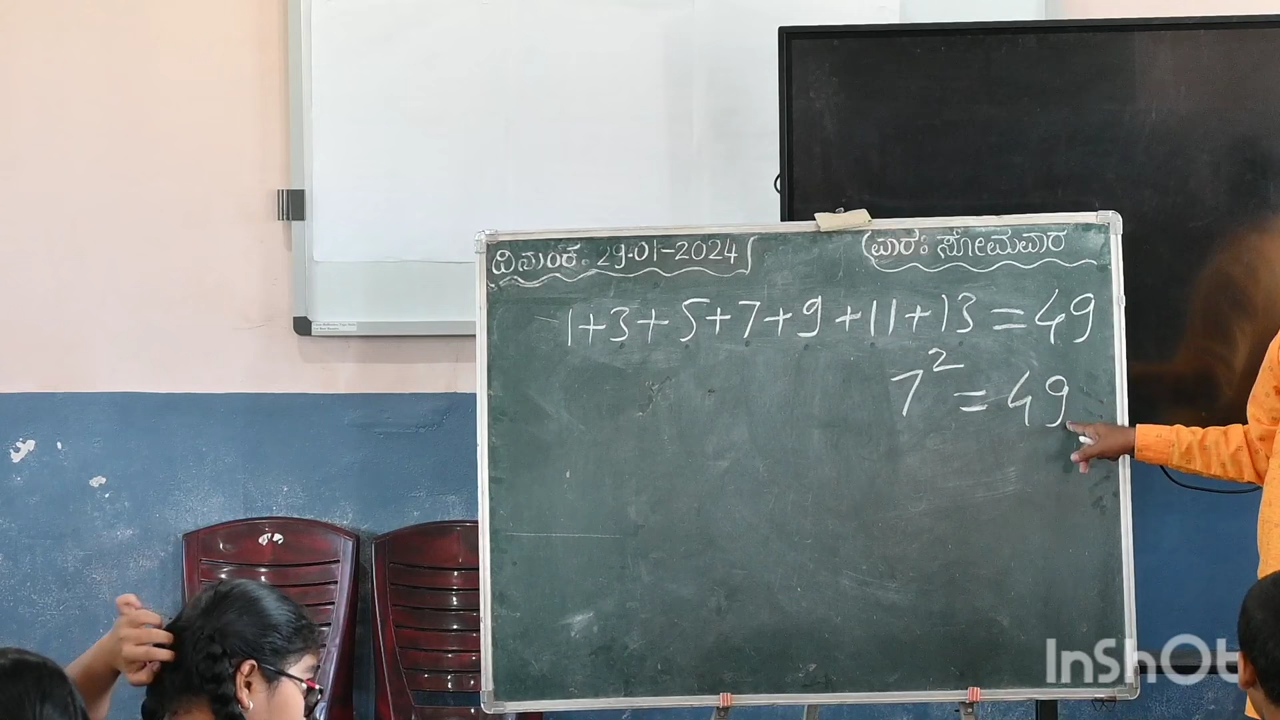 ದಿನಾಂಕ: 29-01-2024
ವಾರ: ಸೋಮವಾರ
1+3+5+7+9+11+13=49
7²=49
InShOt